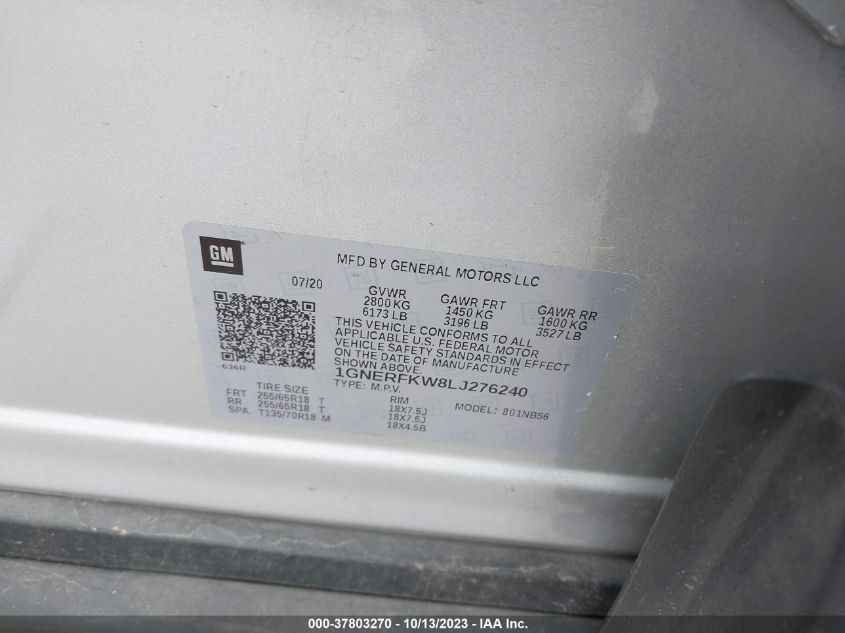 GM
MFD BY GENERAL MOTORS LLC
07/20
GVWR GAWR FRT GAWR RR
2800 KG 1450 KG 1600 KG
6173 LB 3196 LB 3527 LB
THIS VEHICLE CONFORMS TO ALL
APPLICABLE U.S. FEDERAL MOTOR
VEHICLE SAFETY STANDARDS IN EFFECT
ON THE DATE OF MANUFACTURE
SHOWN ABOVE.
636R
1GNERFKW8LJ276240
TYPE: M.P.V. MODEL: 801NB56
TIRE SIZE RIM
FRT 255/65R18 T 18X7.5J
RR 255/65R18 T 18X7.5J
SPA T135/70R18 M 18X4.5B
000-37803270 - 10/13/2023 - IAA Inc.